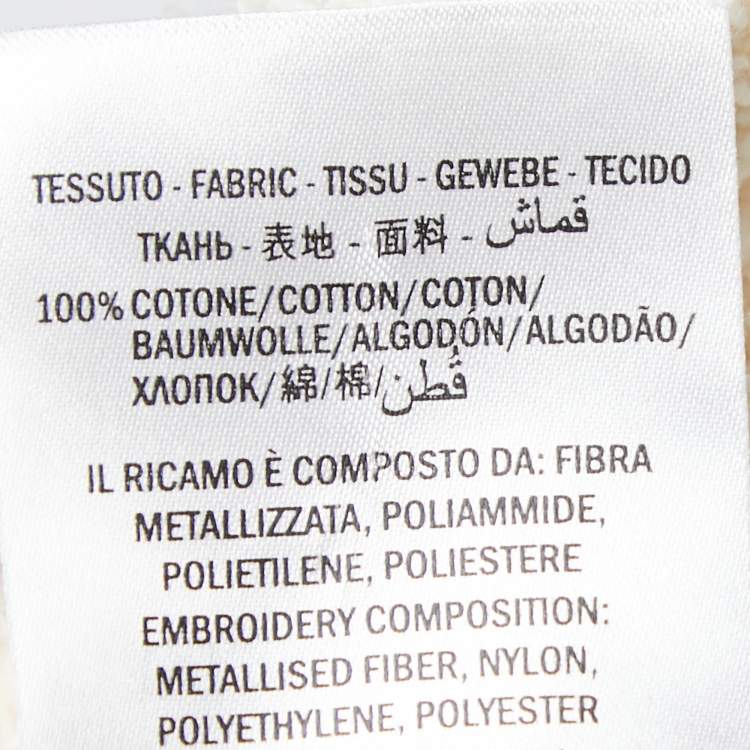 TESSUTO - FABRIC - TISSU - GEWEBE - TECIDO
ТКАНЬ - 表地 - 面料 - قماش
100% COTONE/COTTON/COTON/
BAUMWOLLE/ALGODÓN/ALGODÃO/
ХЛОПОК/綿/棉/قُطن
IL RICAMO È COMPOSTO DA: FIBRA
METALLIZZATA, POLIAMMIDE,
POLIETILENE, POLIESTERE
EMBROIDERY COMPOSITION:
METALLISED FIBER, NYLON,
POLYETHYLENE, POLYESTER